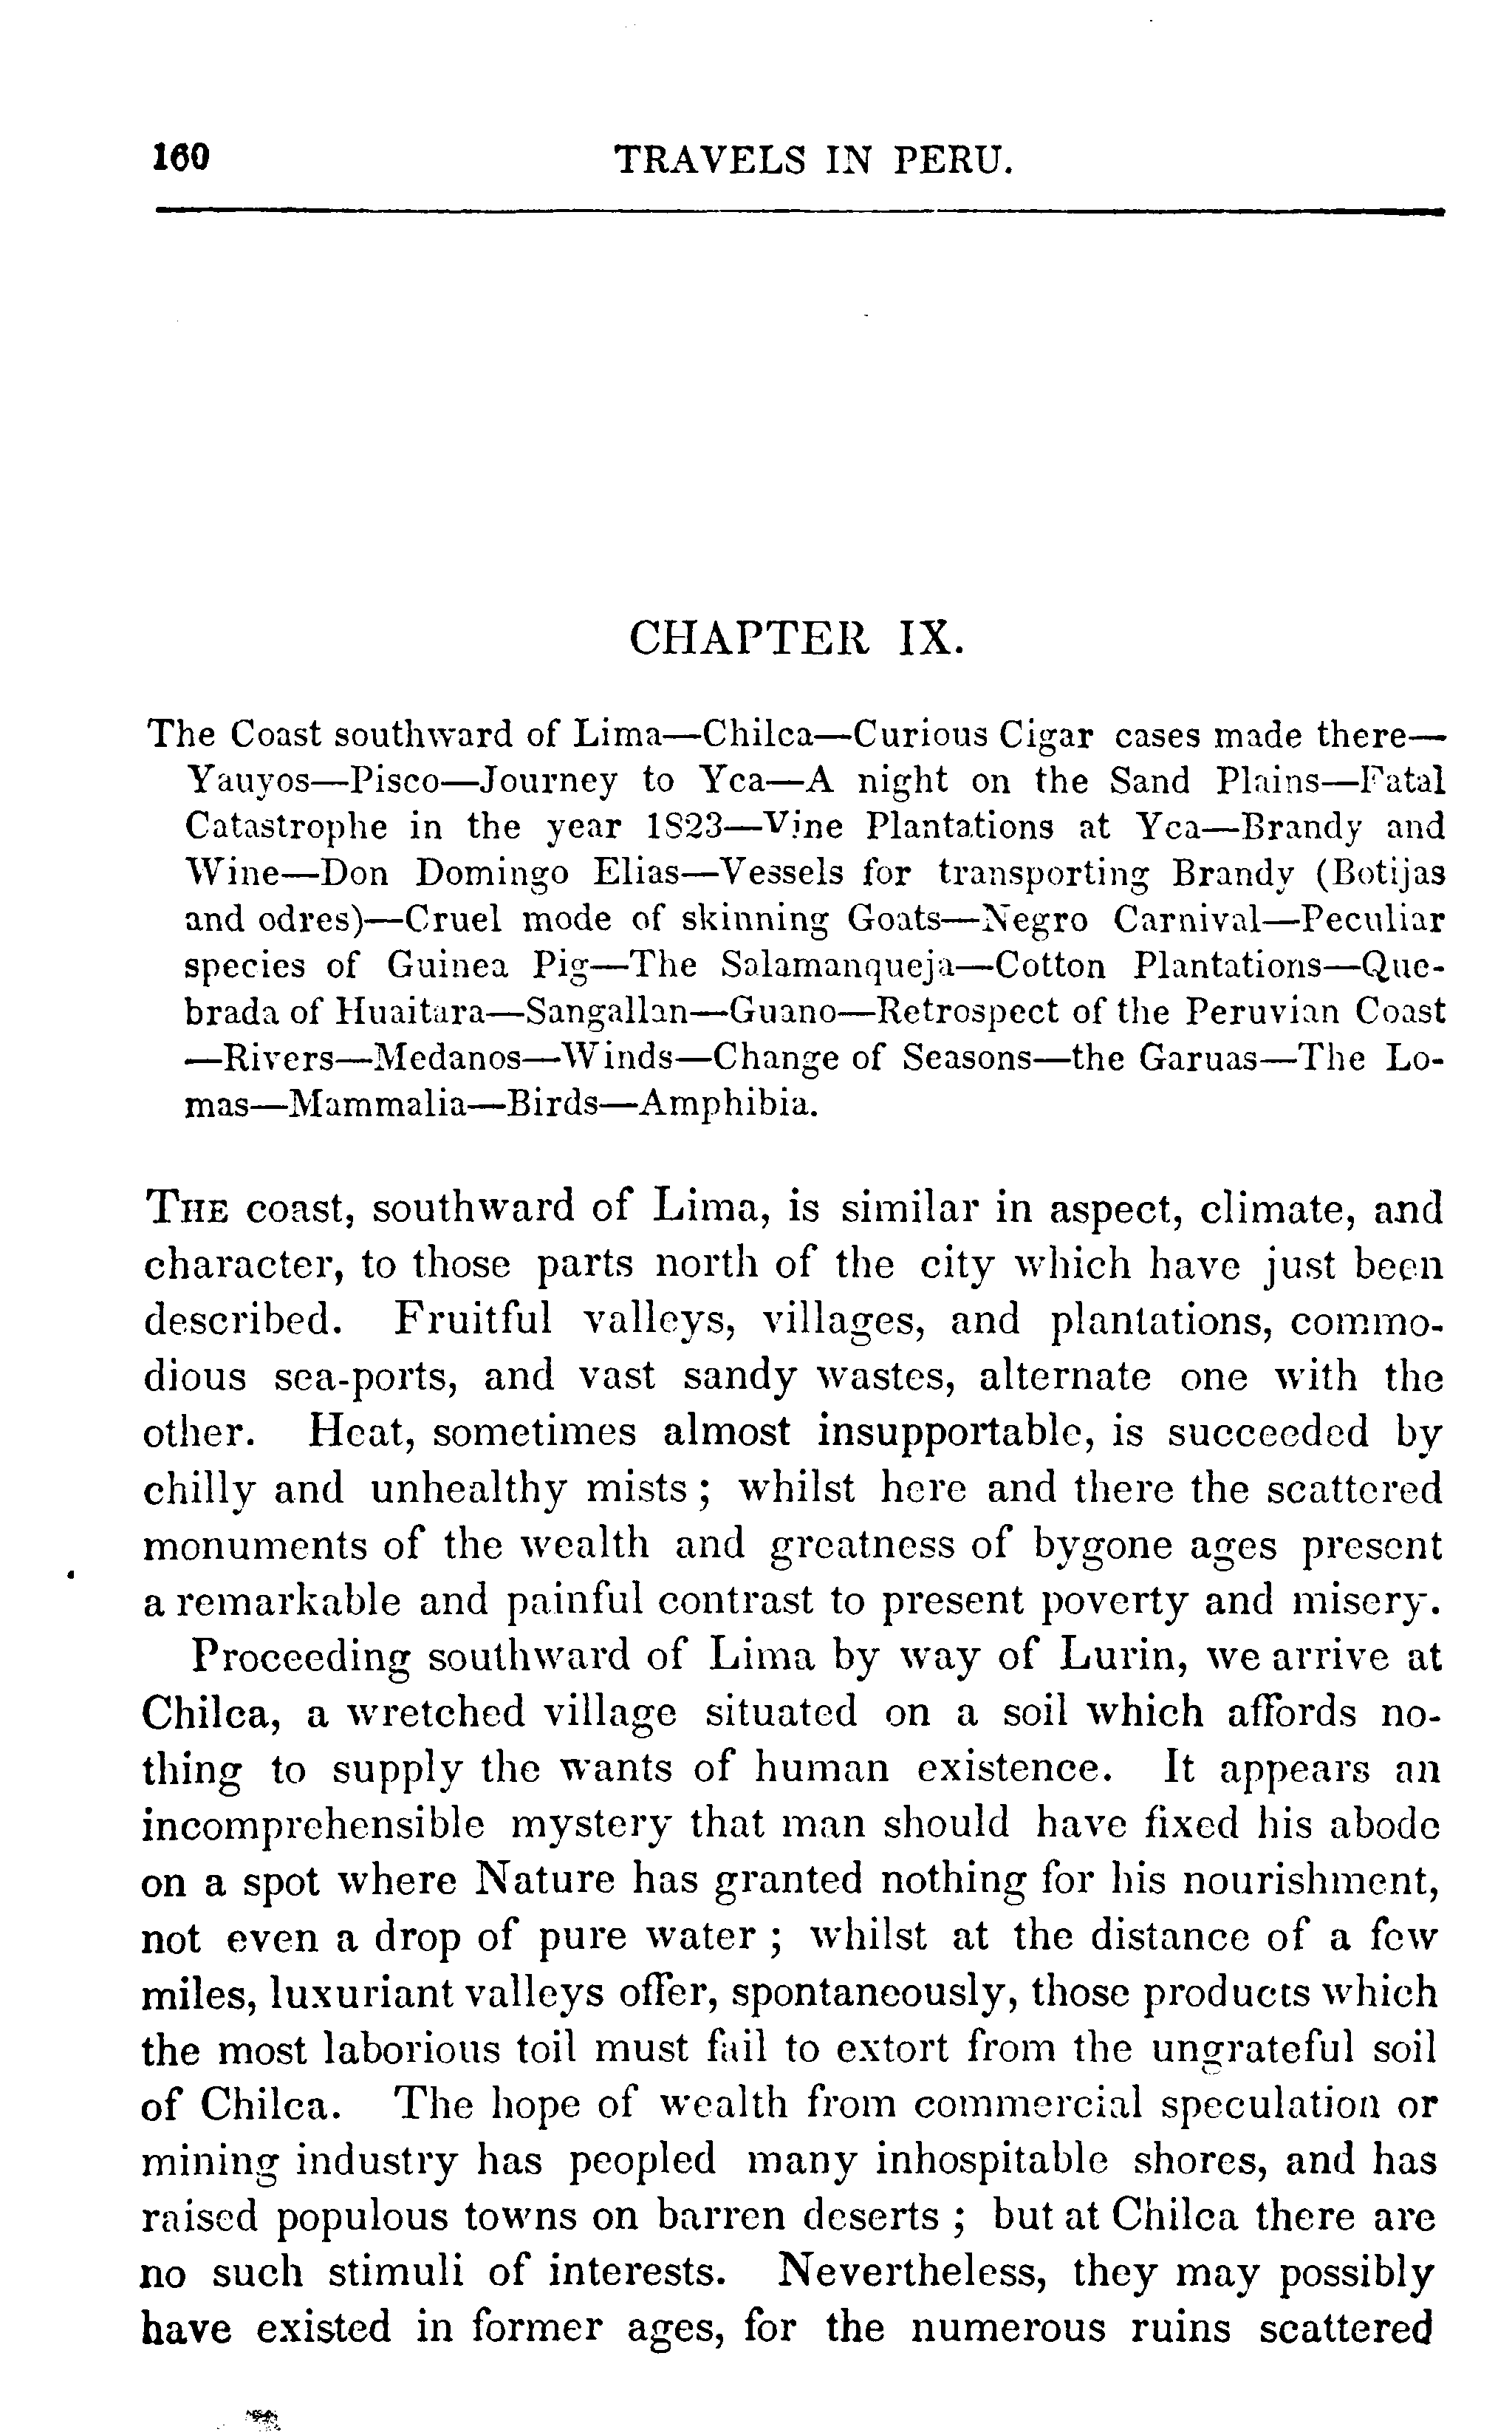 160 TRAVELS IN PERU.
CHAPTER IX.
The Coast southward of Lima—Chilca—Curious Cigar cases made there—
Yauyos—Pisco—Journey to Yca—A night on the Sand Plains—Fatal
Catastrophe in the year 1823—Vine Plantations at Yca—Brandy and
Wine—Don Domingo Elias—Vessels for transporting Brandy (Botijas
and odres)—Cruel mode of skinning Goats—Negro Carnival—Peculiar
species of Guinea Pig—The Salamanqueja—Cotton Plantations—Que-
brada of Huaitara—Sangallan—Guano—Retrospect of the Peruvian Coast
—Rivers—Medanos—Winds—Change of Seasons—the Garuas—The Lo-
mas—Mammalia—Birds—Amphibia.
THE coast, southward of Lima, is similar in aspect, climate, and
character, to those parts north of the city which have just been
described. Fruitful valleys, villages, and plantations, commo-
dious sea-ports, and vast sandy wastes, alternate one with the
other. Heat, sometimes almost insupportable, is succeeded by
chilly and unhealthy mists; whilst here and there the scattered
monuments of the wealth and greatness of bygone ages present
a remarkable and painful contrast to present poverty and misery.
Proceeding southward of Lima by way of Lurin, we arrive at
Chilca, a wretched village situated on a soil which affords no-
thing to supply the wants of human existence. It appears an
incomprehensible mystery that man should have fixed his abode
on a spot where Nature has granted nothing for his nourishment,
not even a drop of pure water; whilst at the distance of a few
miles, luxuriant valleys offer, spontaneously, those products which
the most laborious toil must fail to extort from the ungrateful soil
of Chilca. The hope of wealth from commercial speculation or
mining industry has peopled many inhospitable shores, and has
raised populous towns on barren deserts; but at Chilca there are
no such stimuli of interests. Nevertheless, they may possibly
have existed in former ages, for the numerous ruins scattered